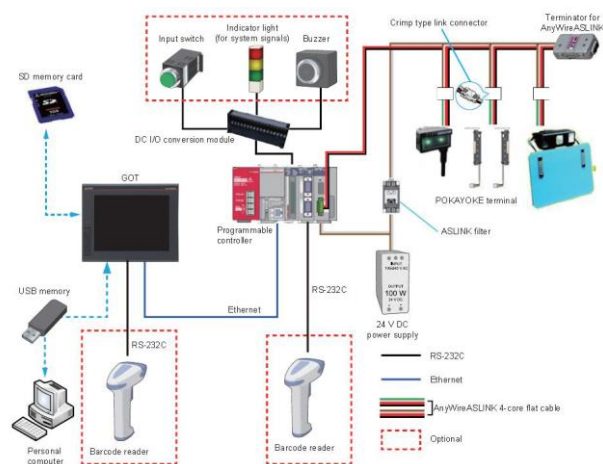 Input switch
Indicator light
(for system signals)
Buzzer
Crimp type link
connector
Terminator for
AnyWireASLINK
SD memory card
SD
DC I/O conversion module
GOT
Programmable
controller
POKAYOKE terminal
ASLINK filter
INPUT
OUTPUT
100 W
24 V DC
power supply
USB memory
Ethernet
RS-232C
RS-232C
Barcode reader
Barcode reader
Personal
computer
RS-232C
Ethernet
AnyWireASLINK 4-core flat cable
Optional